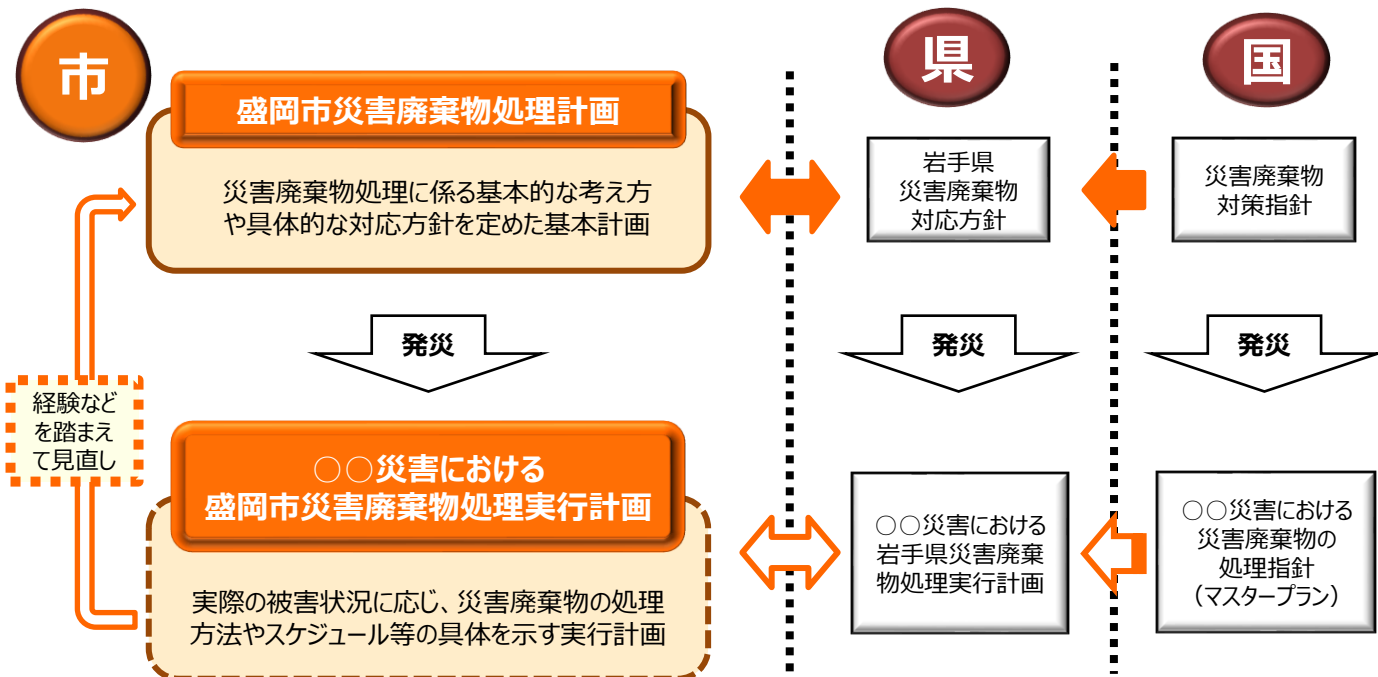 市
県
国
盛岡市災害廃棄物処理計画
災害廃棄物処理に係る基本的な考え方
や具体的な対応方針を定めた基本計画
岩手県
災害廃棄物
対応方針
災害廃棄物
対策指針
発災
発災
発災
経験など
を踏まえ
て見直し
○○災害における
盛岡市災害廃棄物処理実行計画
実際の被害状況に応じ、災害廃棄物の処理
方法やスケジュール等の具体を示す実行計画
○○災害における
岩手県災害廃棄
物処理実行計画
○○災害における
災害廃棄物の
処理指針
（マスタープラン）